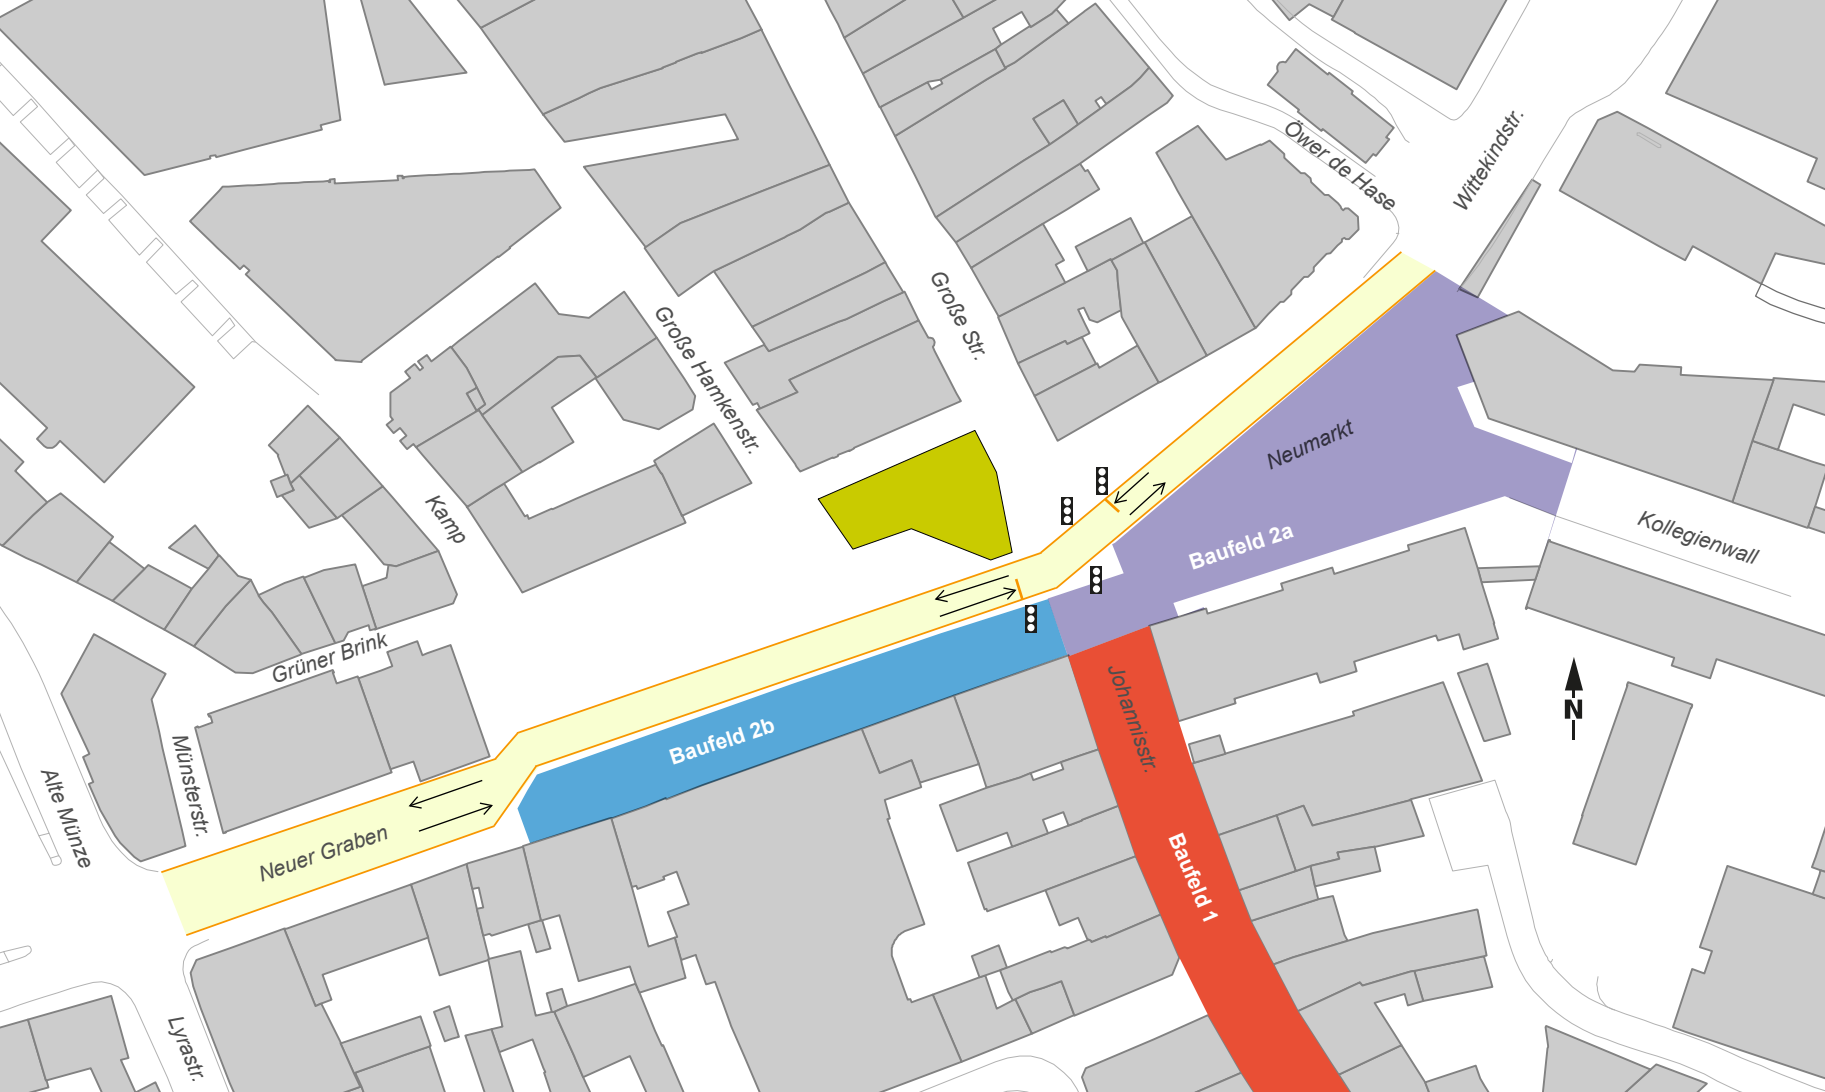 Öwer de Hase
Wittekindstr.
Große Str.
Große Hamkenstr.
Neumarkt
Kamp
Kollegienwall
Baufeld 2a
Grüner Brink
Johannisstr.
N
Baufeld 2b
Münsterstr.
Alte Münze
Neuer Graben
Baufeld 1
Lyrastr.